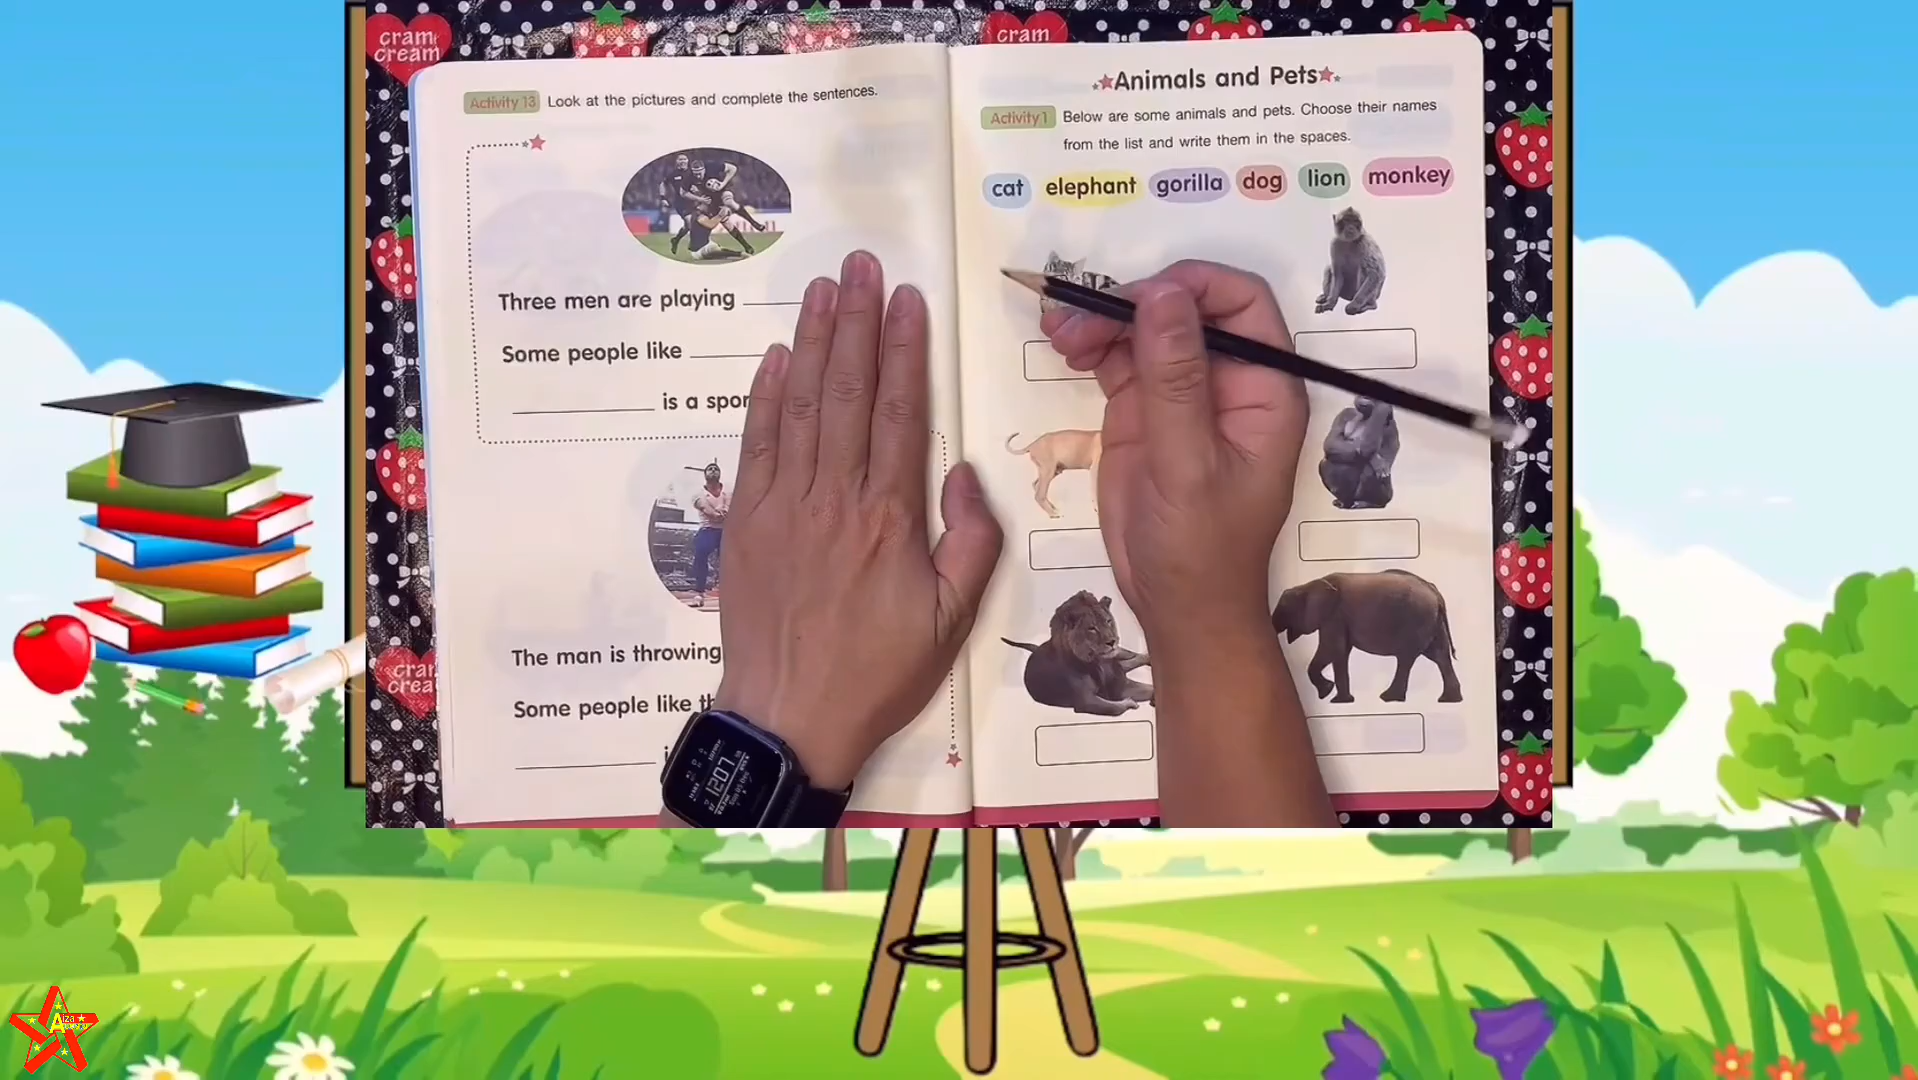 cram
cream
cram
Activity 13 Look at the pictures and complete the sentences.
Three men are playing
Some people like
is a spor
The man is throwing
Some people like th
Animals and Pets
Activity 1 Below are some animals and pets. Choose their names
from the list and write them in the spaces.
cat elephant gorilla dog lion monkey
cram
crea
1207
Aiza